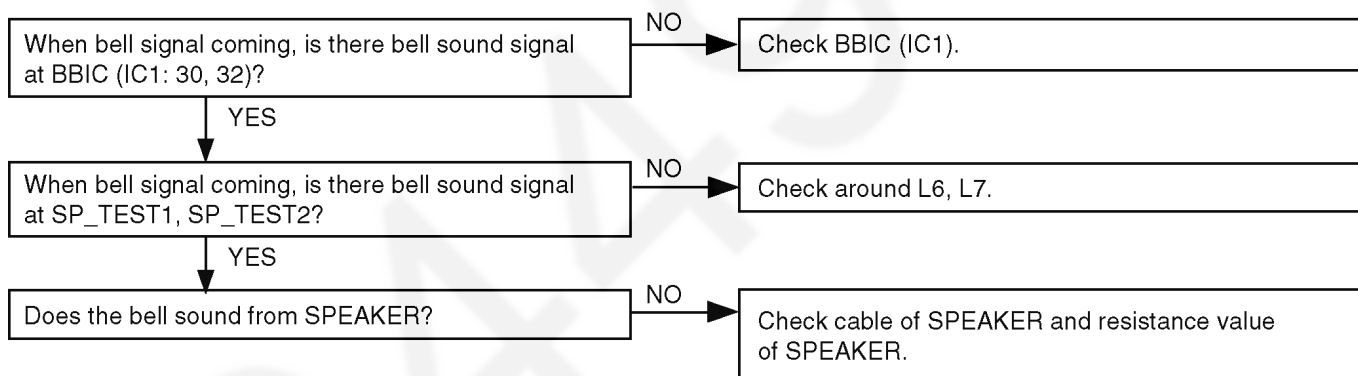 When bell signal coming, is there bell sound signal
at BBIC (IC1: 30, 32)?
NO
Check BBIC (IC1).
YES
When bell signal coming, is there bell sound signal
at SP_TEST1, SP_TEST2?
NO
Check around L6, L7.
YES
Does the bell sound from SPEAKER?
NO
Check cable of SPEAKER and resistance value
of SPEAKER.